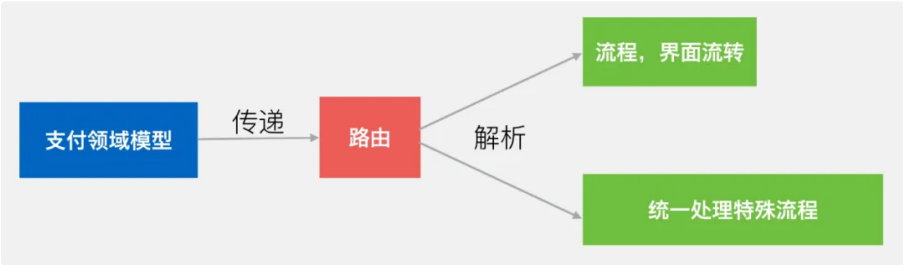 支付领域模型
传递
路由
解析
流程，界面流转
统一处理特殊流程